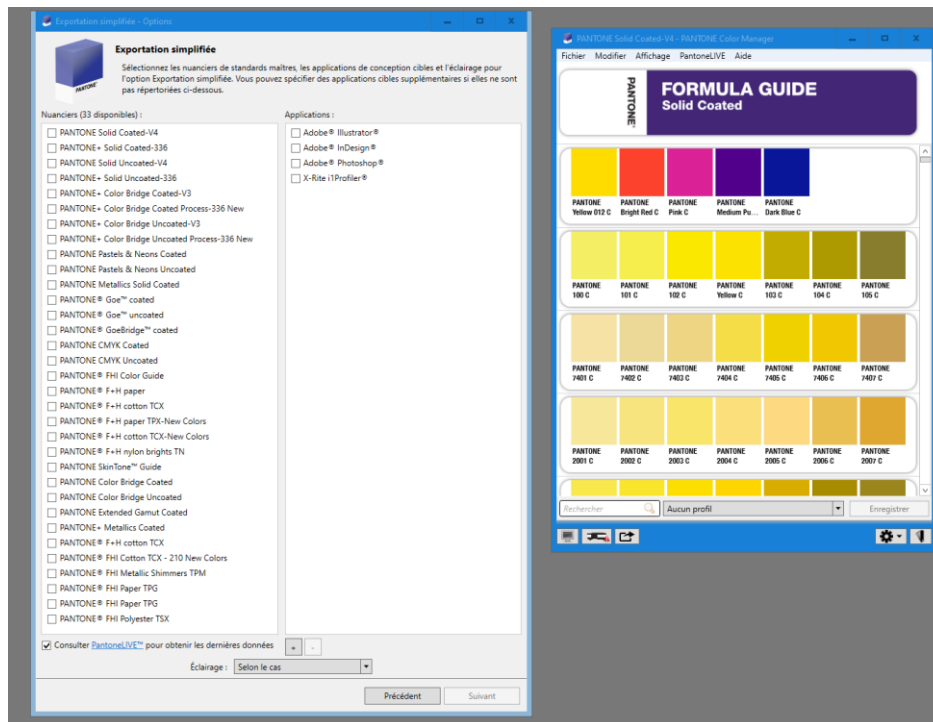 Exportation simplifiée - Options
Exportation simplifiée
Sélectionnez les nuanciers de standards maîtres, les applications de conception cibles et l'éclairage pour
l'option Exportation simplifiée. Vous pouvez spécifier des applications cibles supplémentaires si elles ne sont
pas répertoriées ci-dessous.
PANTONE
Nuanciers (33 disponibles) :
PANTONE Solid Coated-V4
PANTONE+ Solid Coated-336
PANTONE Solid Uncoated-V4
PANTONE+ Solid Uncoated-336
PANTONE+ Color Bridge Coated-V3
PANTONE+ Color Bridge Coated Process-336 New
PANTONE+ Color Bridge Uncoated-V3
PANTONE+ Color Bridge Uncoated Process-336 New
PANTONE Pastels & Neons Coated
PANTONE Pastels & Neons Uncoated
PANTONE Metallics Solid Coated
PANTONE® Goe™ coated
PANTONE® Goe™ uncoated
PANTONE® GoeBridge™ coated
PANTONE CMYK Coated
PANTONE CMYK Uncoated
PANTONE® FHI Color Guide
PANTONE® F+H paper
PANTONE® F+H cotton TCX
PANTONE® F+H paper TPX-New Colors
PANTONE® F+H cotton TCX-New Colors
PANTONE® F+H nylon brights TN
PANTONE SkinTone™ Guide
PANTONE Color Bridge Coated
PANTONE Color Bridge Uncoated
PANTONE Extended Gamut Coated
PANTONE+ Metallics Coated
PANTONE® F+H cotton TCX
PANTONE® FHI Cotton TCX - 210 New Colors
PANTONE® FHI Metallic Shimmers TPM
PANTONE® FHI Paper TPG
PANTONE® FHI Paper TPG
PANTONE® FHI Polyester TSX
Applications :
Adobe® Illustrator®
Adobe® InDesign®
Adobe® Photoshop®
X-Rite i1Profiler®
Consulter PantoneLIVE™ pour obtenir les dernières données
+ -
Éclairage : Selon le cas
Précédent Suivant
PANTONE Solid Coated-V4 - PANTONE Color Manager
Fichier Modifier Affichage PantoneLIVE Aide
PANTONE®
FORMULA GUIDE
Solid Coated
PANTONE PANTONE PANTONE PANTONE PANTONE
Yellow 012 C Bright Red C Pink C Medium Pu... Dark Blue C
PANTONE PANTONE PANTONE PANTONE PANTONE PANTONE PANTONE
100 C 101 C 102 C Yellow C 103 C 104 C 105 C
PANTONE PANTONE PANTONE PANTONE PANTONE PANTONE PANTONE
7401 C 7402 C 7403 C 7404 C 7405 C 7406 C 7407 C
PANTONE PANTONE PANTONE PANTONE PANTONE PANTONE PANTONE
2001 C 2002 C 2003 C 2004 C 2005 C 2006 C 2007 C
Rechercher Aucun profil Enregistrer